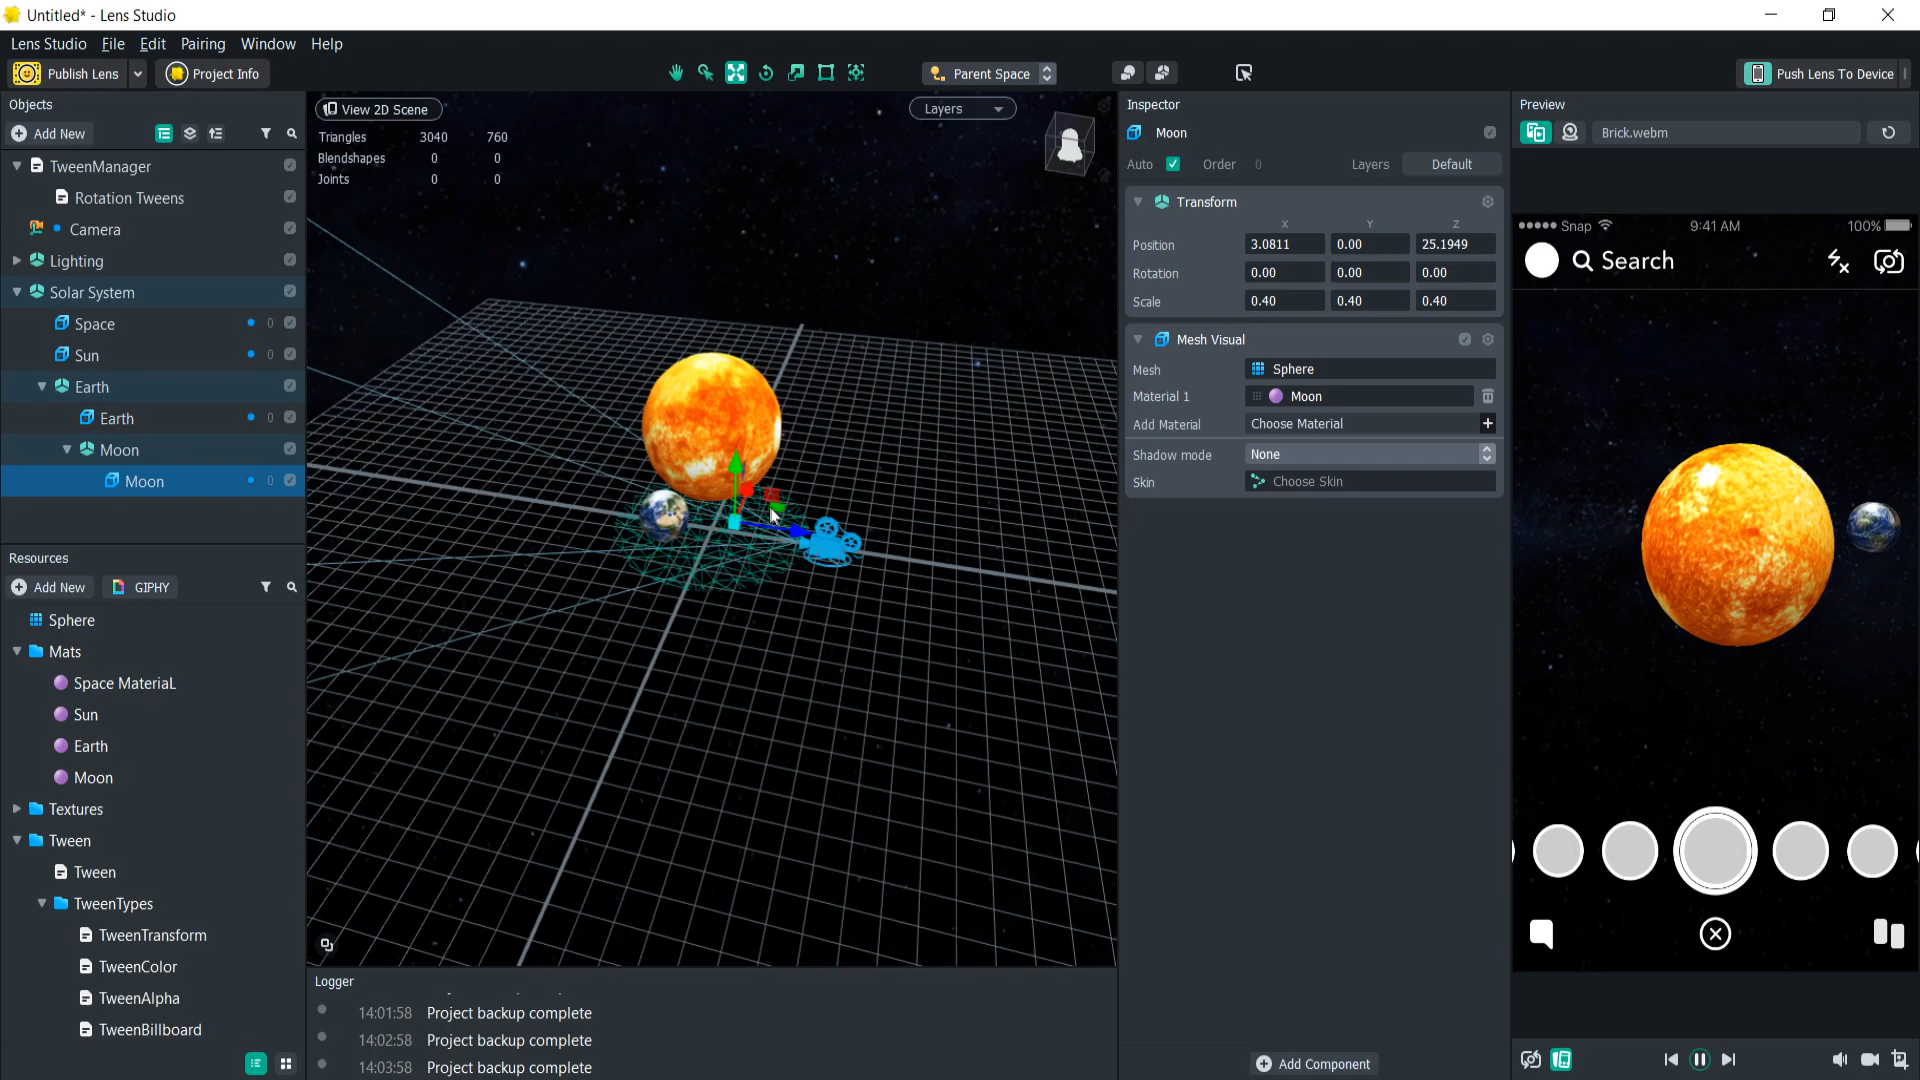 Untitled* - Lens Studio
Lens Studio File Edit Pairing Window Help
Publish Lens Project Info Parent Space Push Lens To Device
Objects
Add New
TweenManager
Rotation Tweens
Camera
Lighting
Solar System
Space 0
Sun 0
Earth
Earth 0
Moon
Moon 0
Resources
Add New GIPHY
Sphere
Mats
Space MateriaL
Sun
Earth
Moon
Textures
Tween
Tween
TweenTypes
TweenTransform
TweenColor
TweenAlpha
TweenBillboard
View 2D Scene Layers
Triangles 3040 760
Blendshapes 0 0
Joints 0 0
Logger
14:01:58 Project backup complete
14:02:58 Project backup complete
14:03:58 Project backup complete
Inspector
Moon
Auto Order 0 Layers Default
Transform
X Y Z
Position 3.0811 0.00 25.1949
Rotation 0.00 0.00 0.00
Scale 0.40 0.40 0.40
Mesh Visual
Mesh Sphere
Material 1 Moon
Add Material Choose Material +
Shadow mode None
Skin Choose Skin
Add Component
Preview
Brick.webm
Snap 9:41 AM 100%
Search